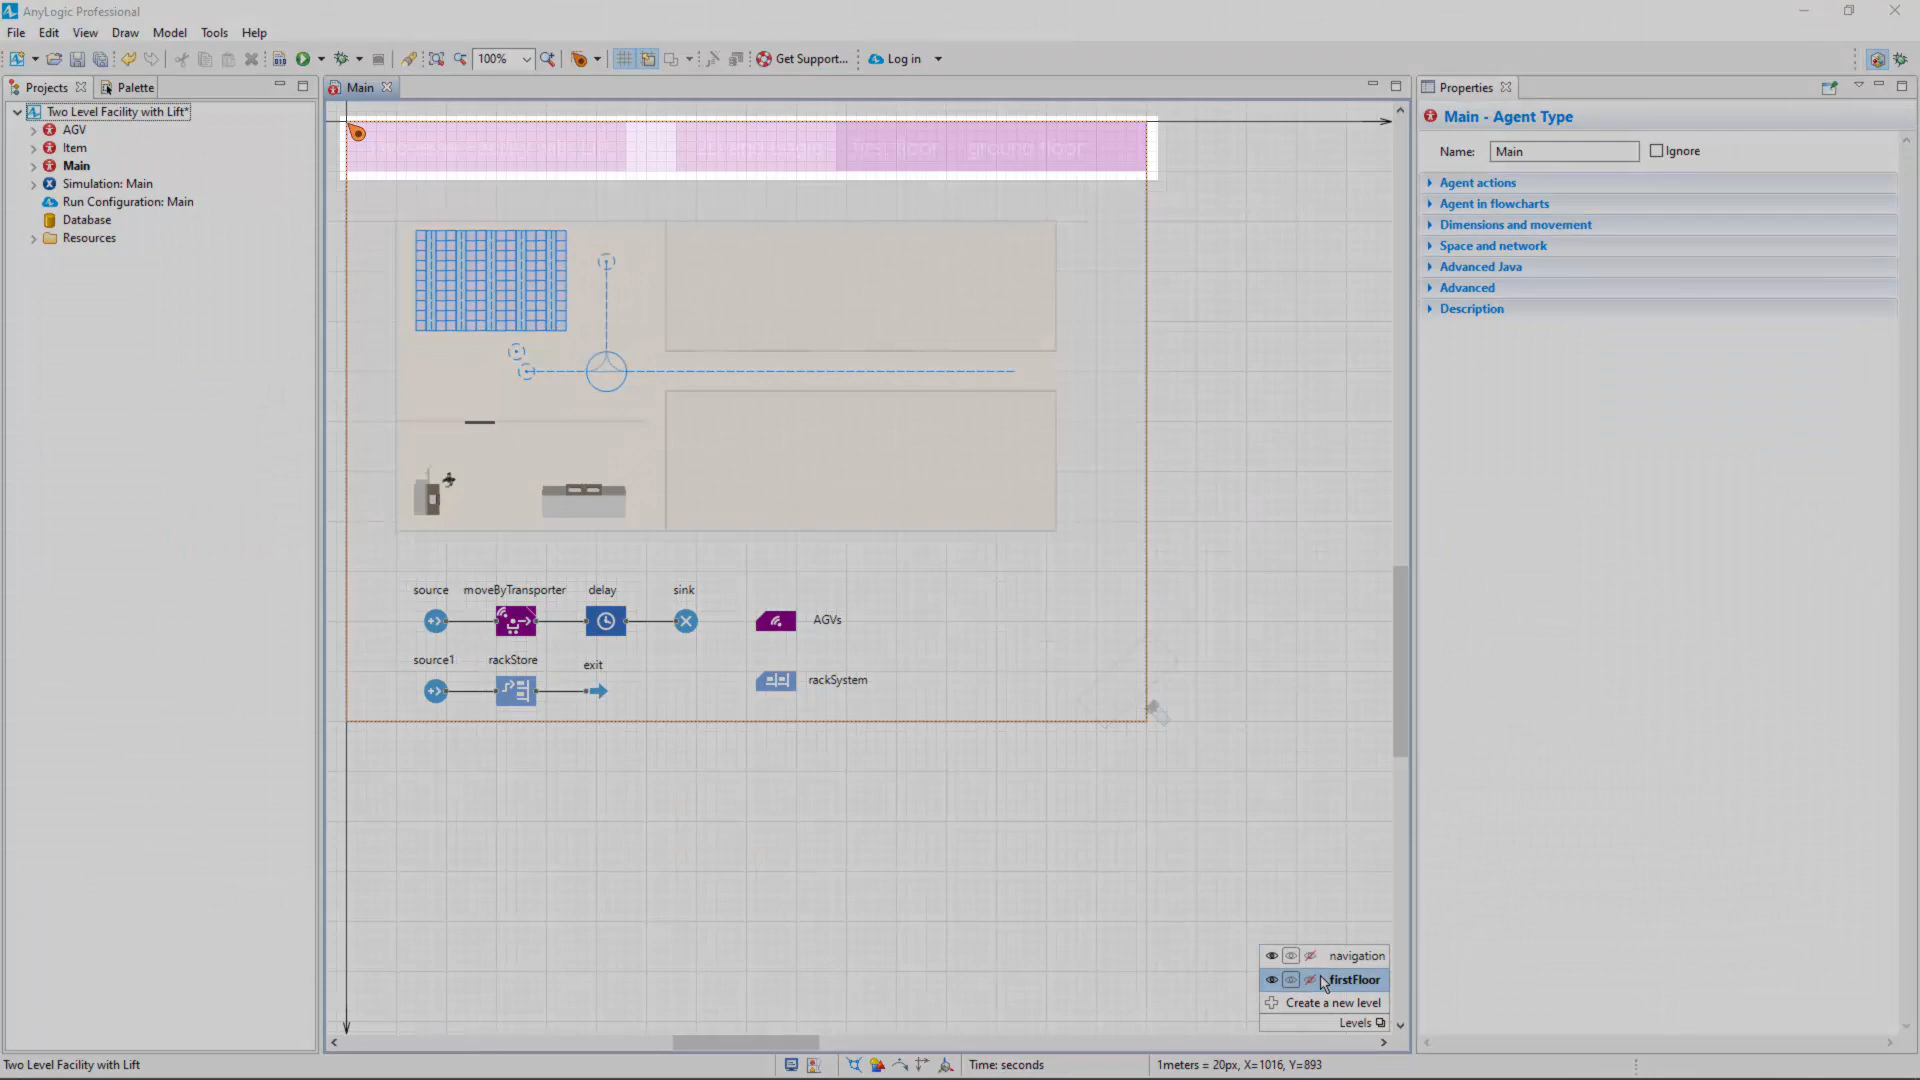 AnyLogic Professional
File Edit View Draw Model Tools Help
100% Get Support... Log in
Projects Palette
Main
Properties
Two Level Facility with Lift*
AGV
Item
Main
Simulation: Main
Run Configuration: Main
Database
Resources
first floor ground floor
source moveByTransporter delay sink
AGVs
source1 rackStore exit
rackSystem
navigation
firstFloor
Create a new level
Levels
Main - Agent Type
Name: Main Ignore
Agent actions
Agent in flowcharts
Dimensions and movement
Space and network
Advanced Java
Advanced
Description
Two Level Facility with Lift
Time: seconds
1meters = 20px, X=1016, Y=893